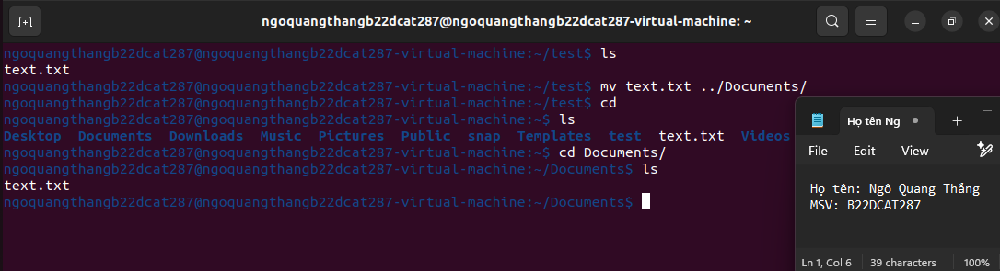 ngoquangthangb22dcat287@ngoquangthangb22dcat287-virtual-machine: ~
ngoquangthangb22dcat287@ngoquangthangb22dcat287-virtual-machine:~/test$ ls
text.txt
ngoquangthangb22dcat287@ngoquangthangb22dcat287-virtual-machine:~/test$ mv text.txt ../Documents/
ngoquangthangb22dcat287@ngoquangthangb22dcat287-virtual-machine:~/test$ cd
ngoquangthangb22dcat287@ngoquangthangb22dcat287-virtual-machine:~$ ls
Desktop Documents Downloads Music Pictures Public snap Templates test text.txt Videos
ngoquangthangb22dcat287@ngoquangthangb22dcat287-virtual-machine:~$ cd Documents/
ngoquangthangb22dcat287@ngoquangthangb22dcat287-virtual-machine:~/Documents$ ls
text.txt
ngoquangthangb22dcat287@ngoquangthangb22dcat287-virtual-machine:~/Documents$
Họ tên Ng
File Edit View
Họ tên: Ngô Quang Thắng
MSV: B22DCAT287
Ln 1, Col 6 39 characters 100%